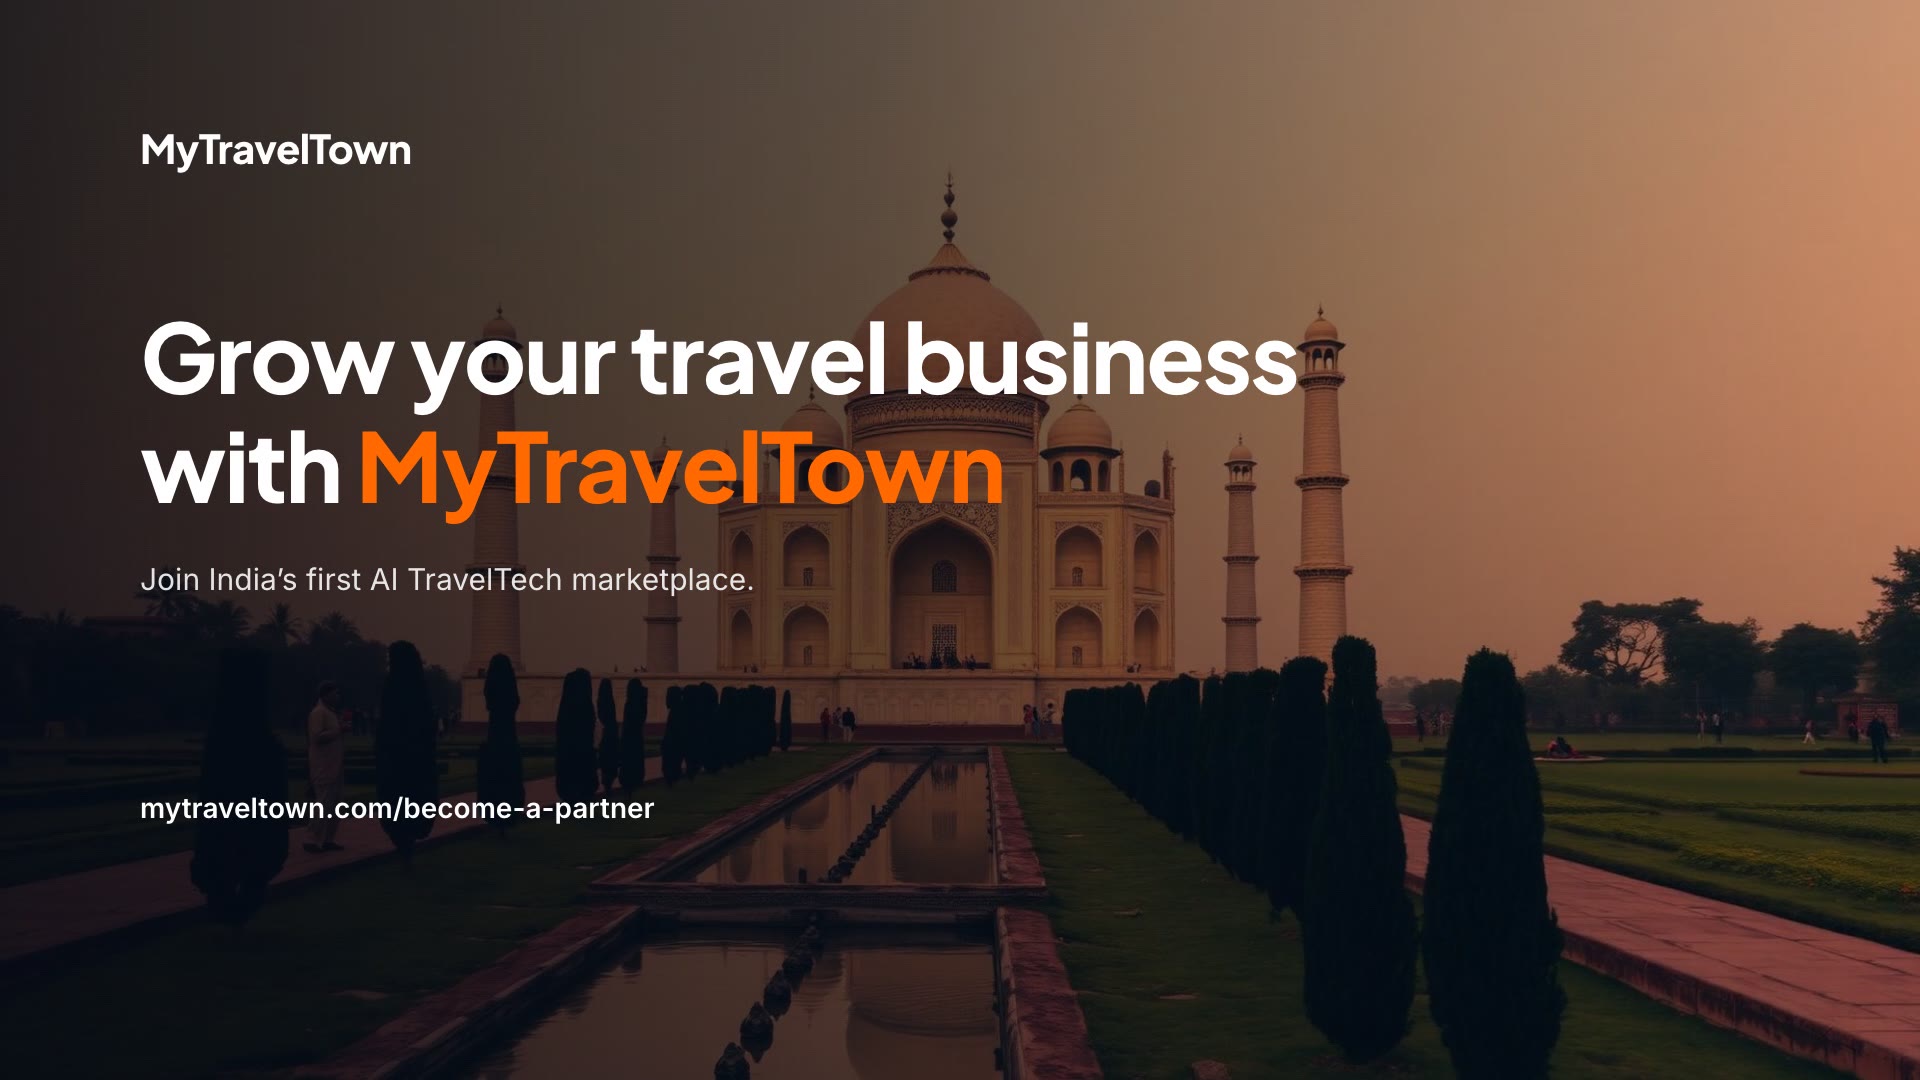 MyTravelTown
Grow your travel business
with MyTravelTown
Join India’s first AI TravelTech marketplace.
mytraveltown.com/become-a-partner